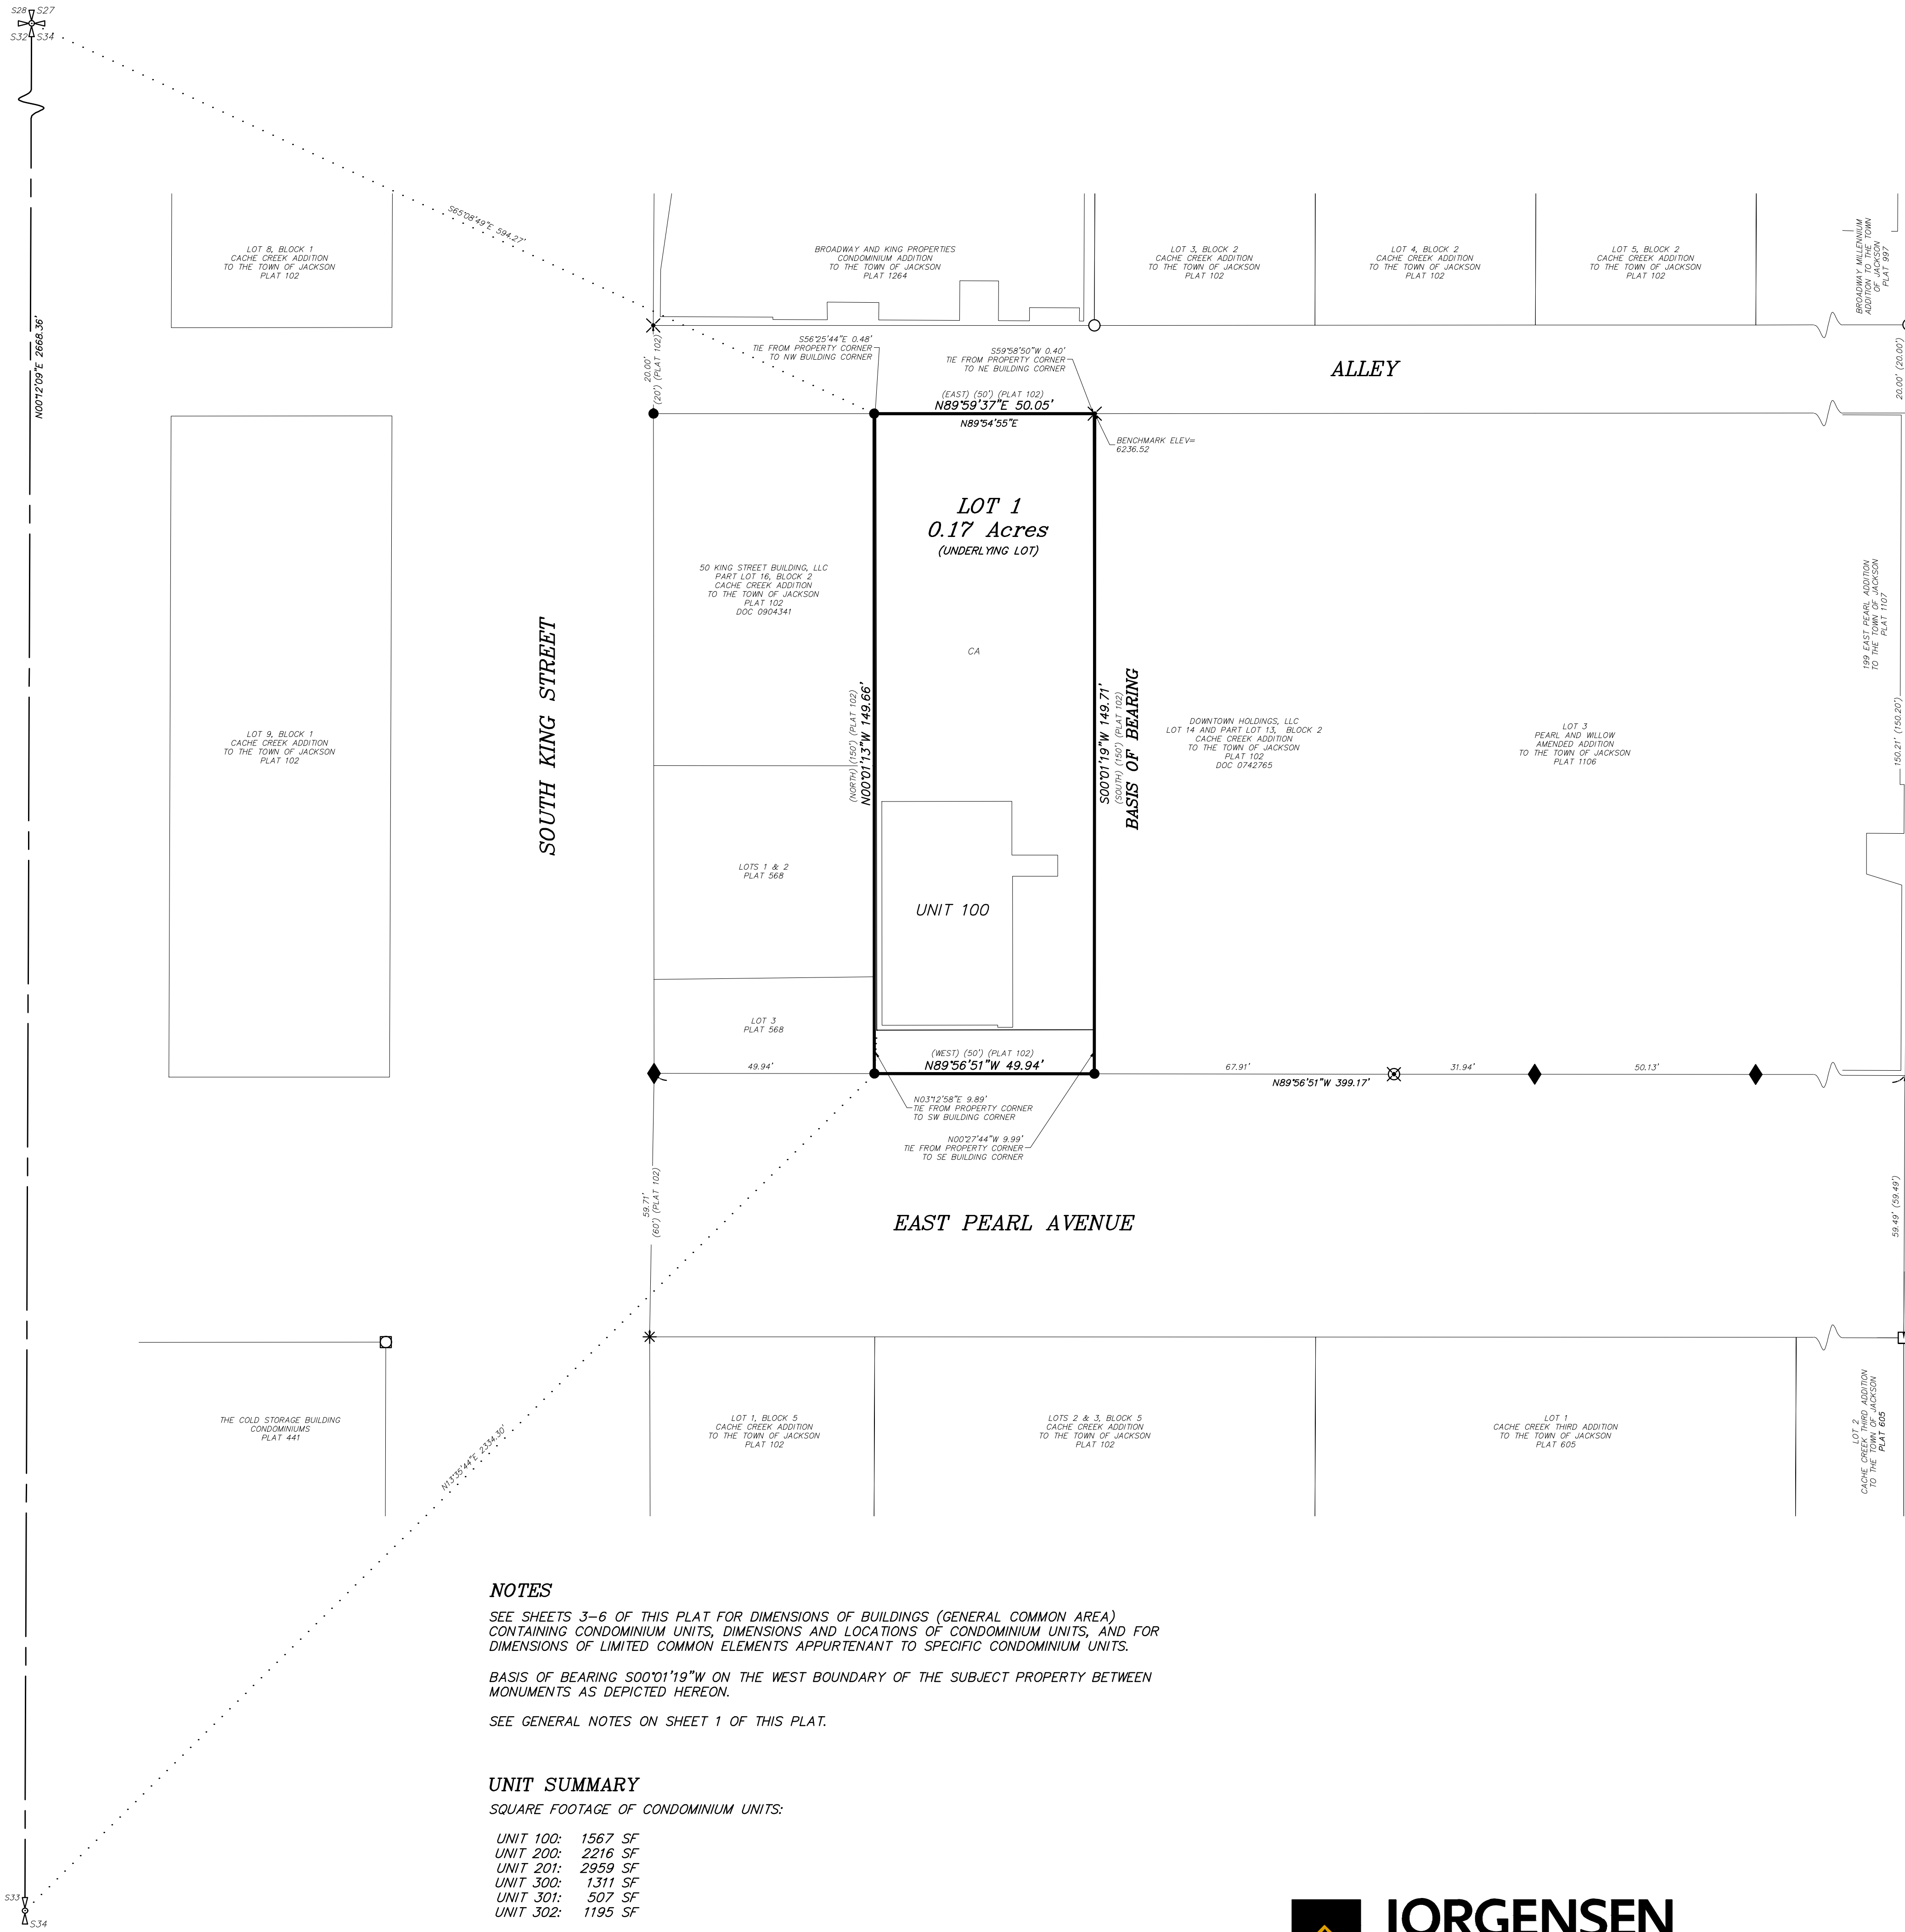 S28 S27
S32 S34
N00°12'09"E 2668.36'
S65°08'49"E 594.27'
LOT 8, BLOCK 1
CACHE CREEK ADDITION
TO THE TOWN OF JACKSON
PLAT 102
BROADWAY AND KING PROPERTIES
CONDOMINIUM ADDITION
TO THE TOWN OF JACKSON
PLAT 1264
LOT 3, BLOCK 2
CACHE CREEK ADDITION
TO THE TOWN OF JACKSON
PLAT 102
LOT 4, BLOCK 2
CACHE CREEK ADDITION
TO THE TOWN OF JACKSON
PLAT 102
LOT 5, BLOCK 2
CACHE CREEK ADDITION
TO THE TOWN OF JACKSON
PLAT 102
BROADWAY MILLENNIUM
ADDITION TO THE TOWN
OF JACKSON
PLAT 997
20.00'
(20') (PLAT 102)
S56°25'44"E 0.48'
TIE FROM PROPERTY CORNER
TO NW BUILDING CORNER
S59°58'50"W 0.40'
TIE FROM PROPERTY CORNER
TO NE BUILDING CORNER
ALLEY
20.00' (20.00')
(EAST) (50') (PLAT 102)
N89°59'37"E 50.05'
N89°54'55"E
BENCHMARK ELEV=
6236.52
LOT 1
0.17 Acres
(UNDERLYING LOT)
50 KING STREET BUILDING, LLC
PART LOT 16, BLOCK 2
CACHE CREEK ADDITION
TO THE TOWN OF JACKSON
PLAT 102
DOC 0904341
CA
SOUTH KING STREET
(NORTH) (150') (PLAT 102)
N00°01'13"W 149.66'
S00°01'19"W 149.71'
(SOUTH) (150') (PLAT 102)
BASIS OF BEARING
LOT 9, BLOCK 1
CACHE CREEK ADDITION
TO THE TOWN OF JACKSON
PLAT 102
DOWNTOWN HOLDINGS, LLC
LOT 14 AND PART LOT 13, BLOCK 2
CACHE CREEK ADDITION
TO THE TOWN OF JACKSON
PLAT 102
DOC 0742765
LOT 3
PEARL AND WILLOW
AMENDED ADDITION
TO THE TOWN OF JACKSON
PLAT 1106
199 EAST PEARL ADDITION
TO THE TOWN OF JACKSON
PLAT 1107
150.21' (150.20')
LOTS 1 & 2
PLAT 568
UNIT 100
LOT 3
PLAT 568
49.94'
(WEST) (50') (PLAT 102)
N89°56'51"W 49.94'
67.91'
N89°56'51"W 399.17'
31.94'
50.13'
N03°12'58"E 9.89'
TIE FROM PROPERTY CORNER
TO SW BUILDING CORNER
N00°27'44"W 9.99'
TIE FROM PROPERTY CORNER
TO SE BUILDING CORNER
59.71'
(60') (PLAT 102)
EAST PEARL AVENUE
59.49' (59.49')
THE COLD STORAGE BUILDING
CONDOMINIUMS
PLAT 441
LOT 1, BLOCK 5
CACHE CREEK ADDITION
TO THE TOWN OF JACKSON
PLAT 102
LOTS 2 & 3, BLOCK 5
CACHE CREEK ADDITION
TO THE TOWN OF JACKSON
PLAT 102
LOT 1
CACHE CREEK THIRD ADDITION
TO THE TOWN OF JACKSON
PLAT 605
LOT 2
CACHE CREEK THIRD ADDITION
TO THE TOWN OF JACKSON
PLAT 605
N13°35'44"E 2334.30'
NOTES
SEE SHEETS 3-6 OF THIS PLAT FOR DIMENSIONS OF BUILDINGS (GENERAL COMMON AREA)
CONTAINING CONDOMINIUM UNITS, DIMENSIONS AND LOCATIONS OF CONDOMINIUM UNITS, AND FOR
DIMENSIONS OF LIMITED COMMON ELEMENTS APPURTENANT TO SPECIFIC CONDOMINIUM UNITS.
BASIS OF BEARING S00°01'19"W ON THE WEST BOUNDARY OF THE SUBJECT PROPERTY BETWEEN
MONUMENTS AS DEPICTED HEREON.
SEE GENERAL NOTES ON SHEET 1 OF THIS PLAT.
UNIT SUMMARY
SQUARE FOOTAGE OF CONDOMINIUM UNITS:
UNIT 100: 1567 SF
UNIT 200: 2216 SF
UNIT 201: 2959 SF
UNIT 300: 1311 SF
UNIT 301: 507 SF
UNIT 302: 1195 SF
S33
S34
JORGENSEN